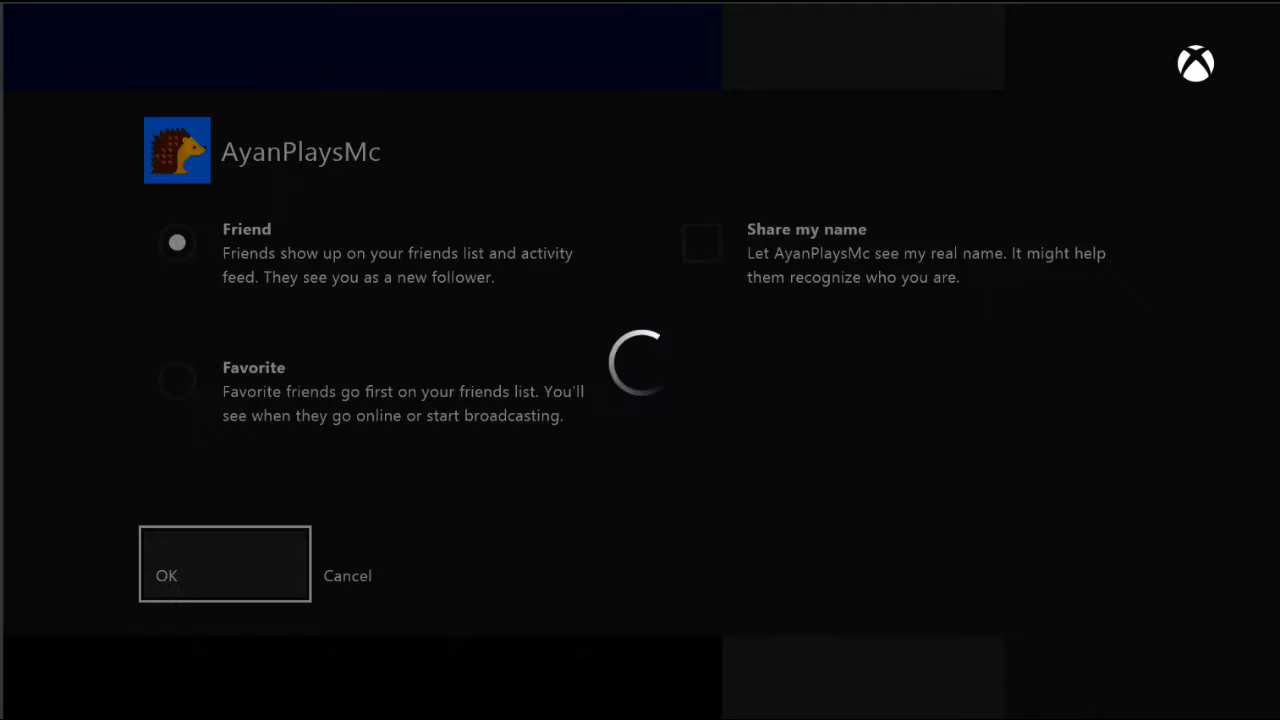 AyanPlaysMc
Friend
Friends show up on your friends list and activity
feed. They see you as a new follower.
Share my name
Let AyanPlaysMc see my real name. It might help
them recognize who you are.
Favorite
Favorite friends go first on your friends list. You'll
see when they go online or start broadcasting.
OK
Cancel